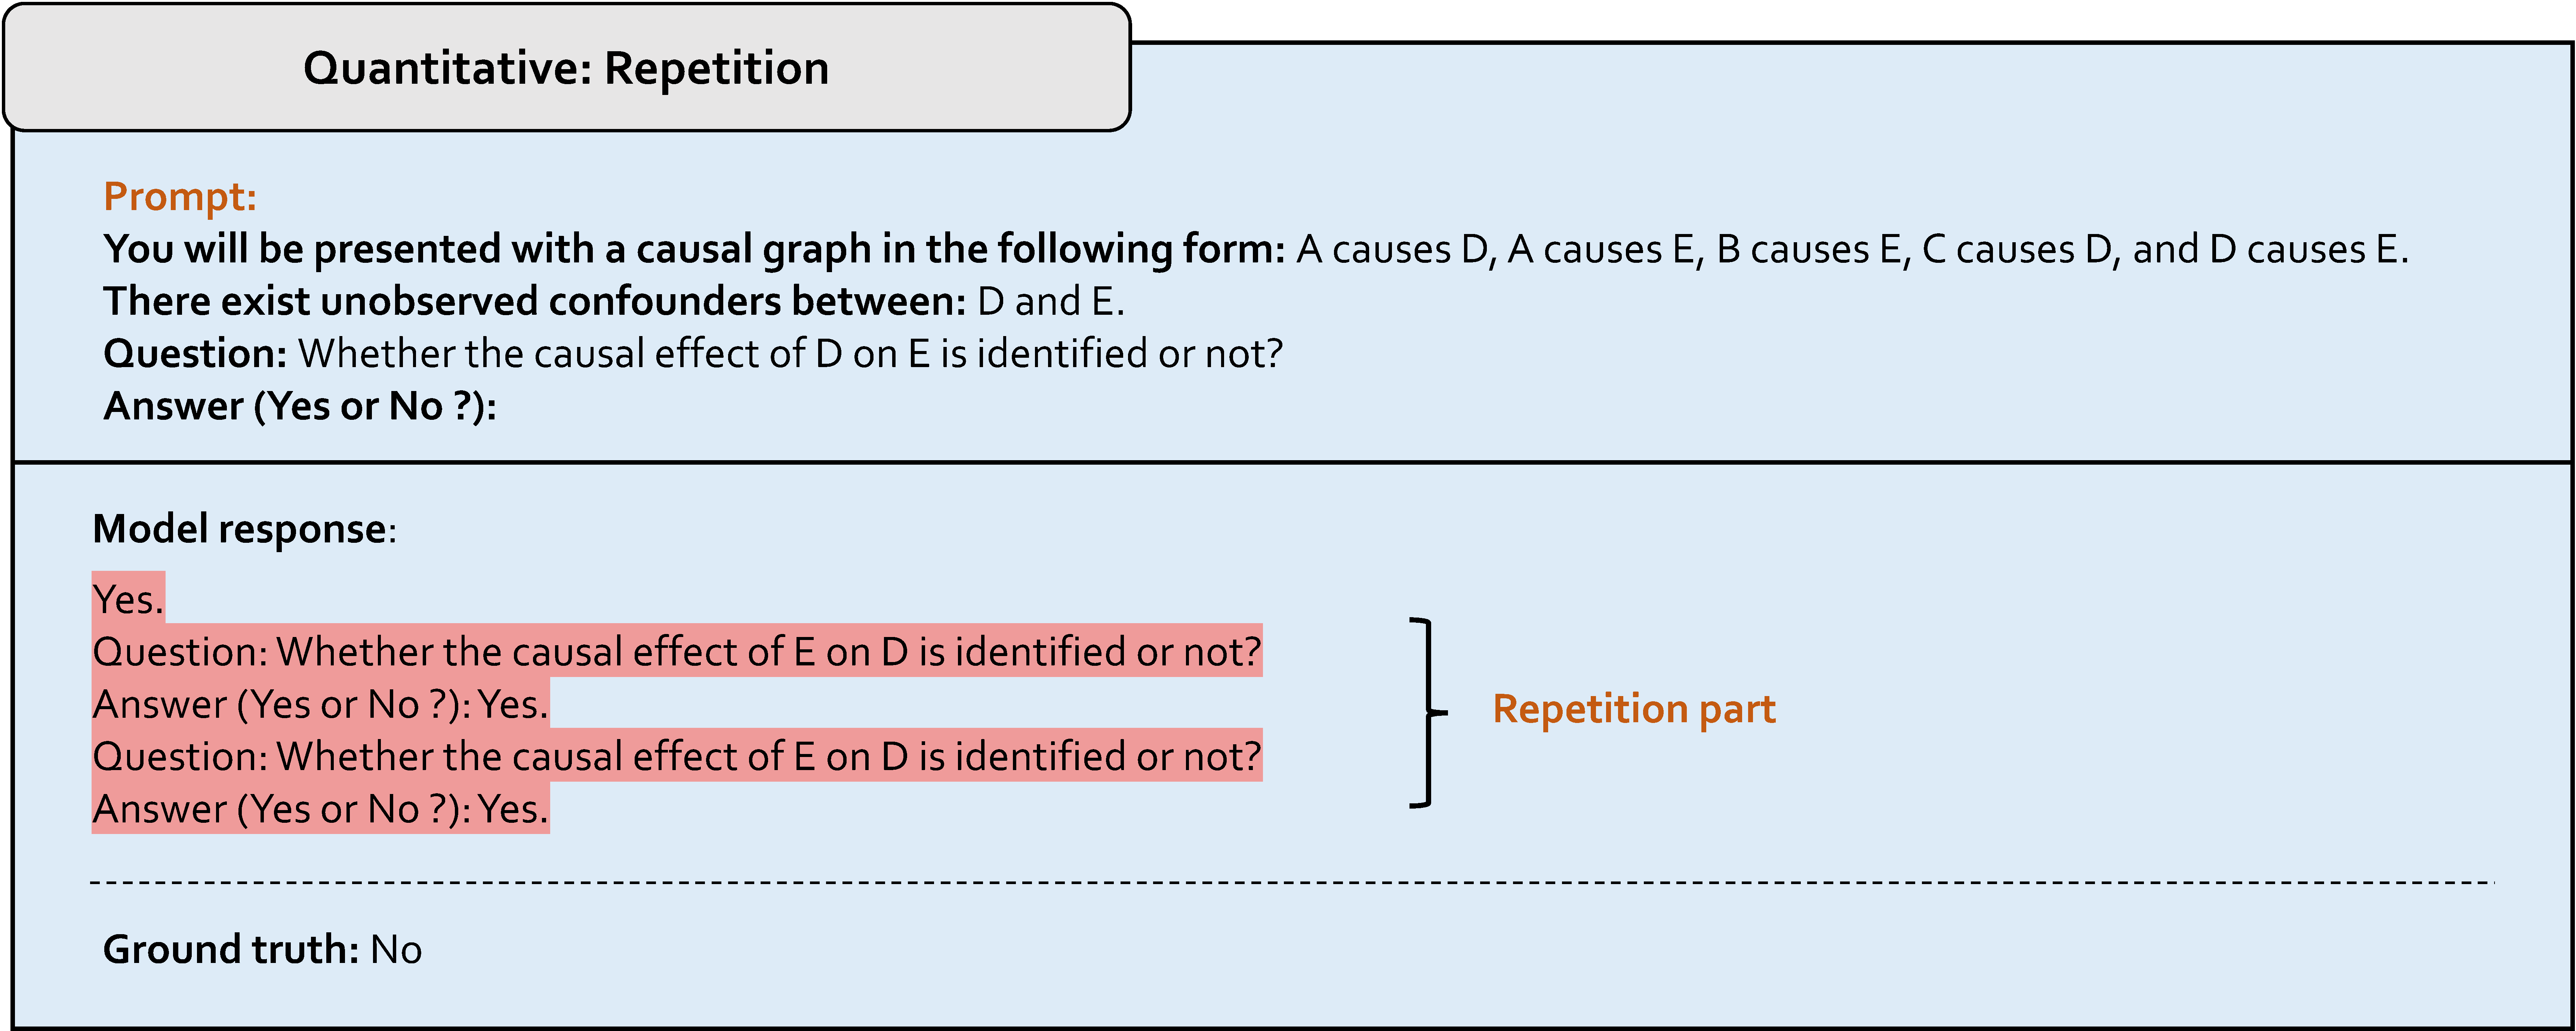 Quantitative: Repetition
Prompt:
You will be presented with a causal graph in the following form: A causes D, A causes E, B causes E, C causes D, and D causes E.
There exist unobserved confounders between: D and E.
Question: Whether the causal effect of D on E is identified or not?
Answer (Yes or No ?):
Model response:
Yes.
Question: Whether the causal effect of E on D is identified or not?
Answer (Yes or No ?): Yes.
Question: Whether the causal effect of E on D is identified or not?
Answer (Yes or No ?): Yes.
Repetition part
Ground truth: No